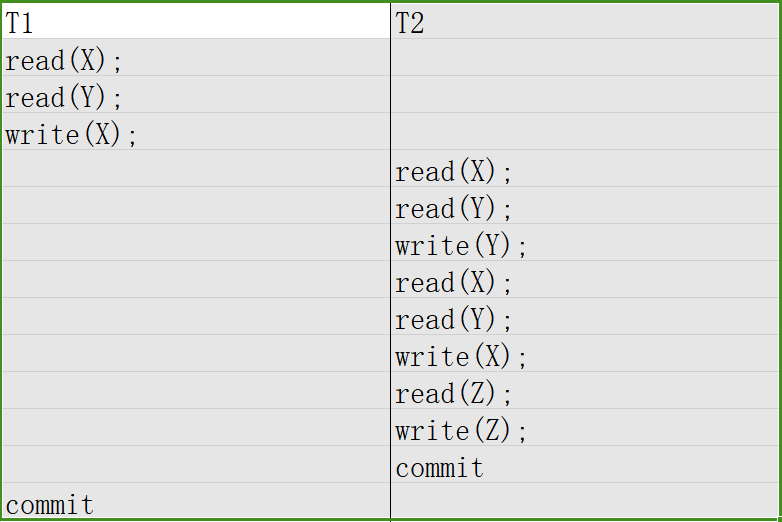 T1 T2
read(X);
read(Y);
write(X);
read(X);
read(Y);
write(Y);
read(X);
read(Y);
write(X);
read(Z);
write(Z);
commit
commit